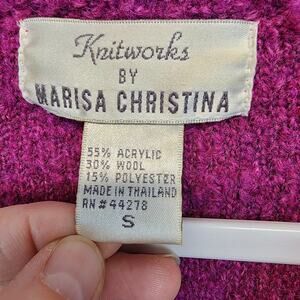 Knitworks
BY
MARISA CHRISTINA
55% ACRYLIC
30% WOOL
15% POLYESTER
MADE IN THAILAND
RN # 44278
S